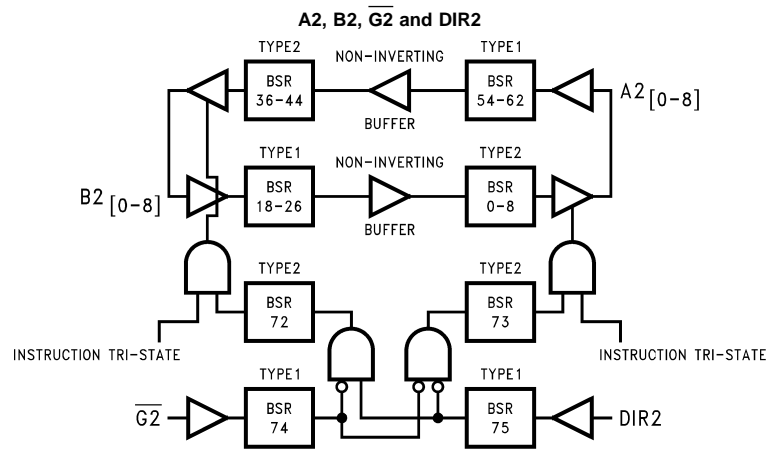 A2, B2, G2 and DIR2
TYPE2
NON-INVERTING
TYPE1
BSR
36-44
BSR
54-62
A2[0-8]
BUFFER
TYPE1
NON-INVERTING
TYPE2
B2[0-8]
BSR
18-26
BSR
0-8
BUFFER
TYPE2
TYPE2
BSR
72
BSR
73
INSTRUCTION TRI-STATE
INSTRUCTION TRI-STATE
TYPE1
TYPE1
G2
BSR
74
BSR
75
DIR2